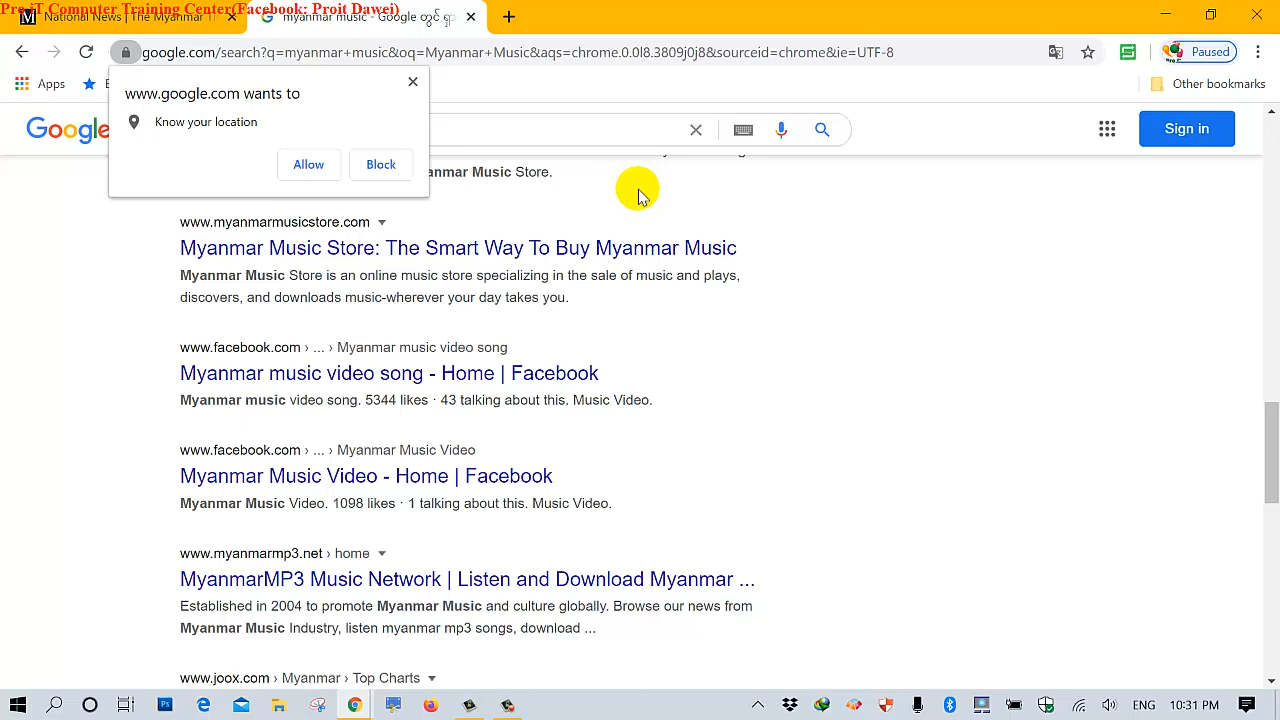 Pro-iT Computer Training Center(Facebook: Proit Dawei)
National News | The Myanmar T
myanmar music - Google တွင် ရှာ
google.com/search?q=myanmar+music&oq=Myanmar+Music&aqs=chrome.0.0l8.3809j0j8&sourceid=chrome&ie=UTF-8
Paused
Apps
Other bookmarks
www.google.com wants to
Know your location
Allow
Block
Google
Sign in
anmar Music Store.
www.myanmarmusicstore.com
Myanmar Music Store: The Smart Way To Buy Myanmar Music
Myanmar Music Store is an online music store specializing in the sale of music and plays,
discovers, and downloads music-wherever your day takes you.
www.facebook.com › ... › Myanmar music video song
Myanmar music video song - Home | Facebook
Myanmar music video song. 5344 likes · 43 talking about this. Music Video.
www.facebook.com › ... › Myanmar Music Video
Myanmar Music Video - Home | Facebook
Myanmar Music Video. 1098 likes · 1 talking about this. Music Video.
www.myanmarmp3.net › home
MyanmarMP3 Music Network | Listen and Download Myanmar ...
Established in 2004 to promote Myanmar Music and culture globally. Browse our news from
Myanmar Music Industry, listen myanmar mp3 songs, download ...
www.joox.com › Myanmar › Top Charts
ENG
10:31 PM